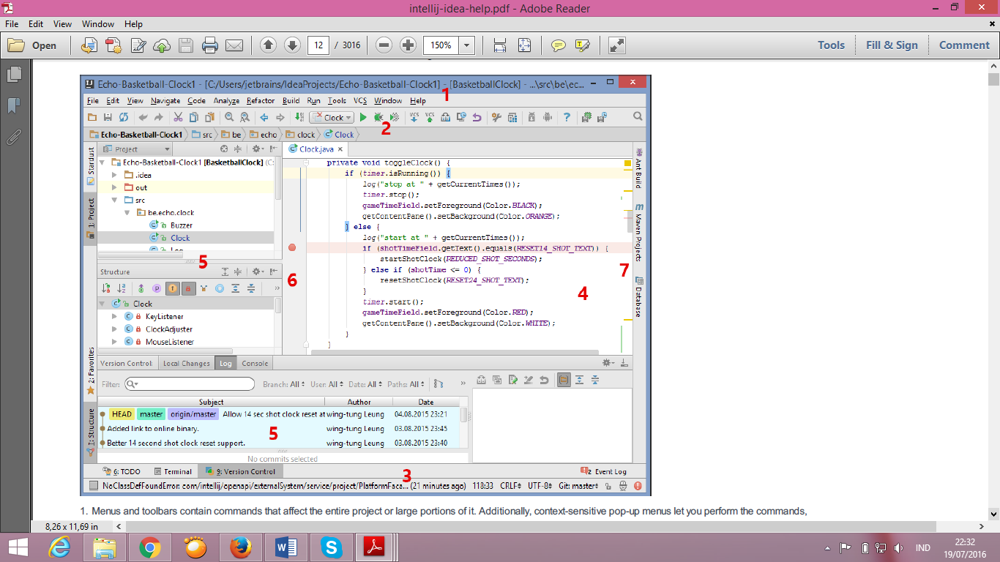 intellij-idea-help.pdf - Adobe Reader
File Edit View Window Help
Open 12 / 3016 150% Tools Fill & Sign Comment
Echo-Basketball-Clock1 - [C:/Users/jetbrains/IdeaProjects/Echo-Basketball-Clock1] - [BasketballClock] - ...\src\be\ec...
1
File Edit View Navigate Code Analyze Refactor Build Run Tools VCS Window Help
Clock VCS VCS ?
2
Echo-Basketball-Clock1 src be echo clock Clock
Project
Clock.java
Echo-Basketball-Clock1 [BasketballClock] (C:
.idea
out
src
be.echo.clock
Buzzer
Clock
5
Structure
Clock
KeyListener
ClockAdjuster
MouseListener
Stardust
1: Project
2: Favorites
7: Structure
6
private void toggleClock() {
if (timer.isRunning()) {
log("stop at " + getCurrentTimes());
timer.stop();
gameTimeField.setForeground(Color.BLACK);
getContentPane().setBackground(Color.ORANGE);
} else {
log("start at " + getCurrentTimes());
if (shotTimeField.getText().equals(RESET14_SHOT_TEXT)) {
startShotClock(REDUCED_SHOT_SECONDS);
} else if (shotTime <= 0) {
resetShotClock(RESET24_SHOT_TEXT);
}
timer.start();
gameTimeField.setForeground(Color.RED);
getContentPane().setBackground(Color.WHITE);
}
}
4
7
Ant Build
Maven Projects
Database
Version Control: Local Changes Log Console
Filter: Branch: All User: All Date: All Paths: All
Subject Author Date
HEAD master origin/master Allow 14 sec shot clock reset at wing-tung Leung 04.08.2015 23:21
Added link to online binary. wing-tung Leung 03.08.2015 23:45
Better 14 second shot clock reset support. wing-tung Leung 03.08.2015 23:40
5
No commits selected
6: TODO Terminal 9: Version Control 2 Event Log
3
NoClassDefFoundError: com/intellij/openapi/externalSystem/service/project/PlatformFaca... (21 minutes ago) 118:33 CRLF UTF-8 Git: master
1. Menus and toolbars contain commands that affect the entire project or large portions of it. Additionally, context-sensitive pop-up menus let you perform the commands,
8,26 x 11,69 in
IND
22:32
19/07/2016